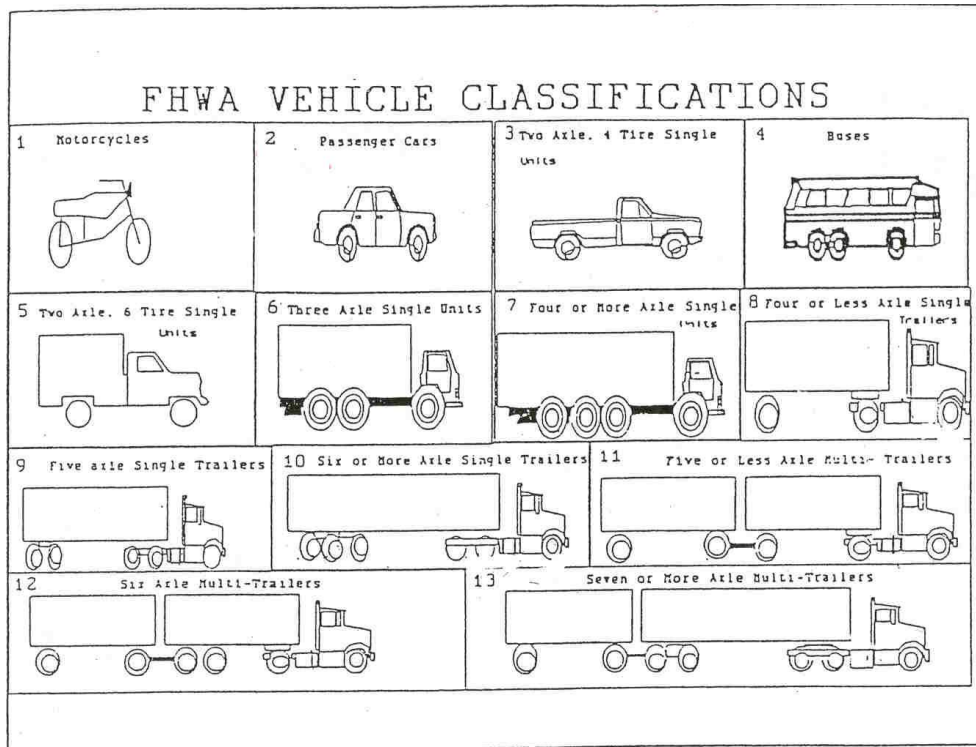 FHWA VEHICLE CLASSIFICATIONS
1 Motorcycles
2 Passenger Cars
3 Two Axle. 4 Tire Single
Units
4 Buses
5 Two Axle. 6 Tire Single
Units
6 Three Axle Single Units
7 Four or More Axle Single
Units
8 Four or Less Axle Single
Trailers
9 Five axle Single Trailers
10 Six or More Axle Single Trailers
11 Five or Less Axle Multi- Trailers
12 Six Axle Multi-Trailers
13 Seven or More Axle Multi-Trailers